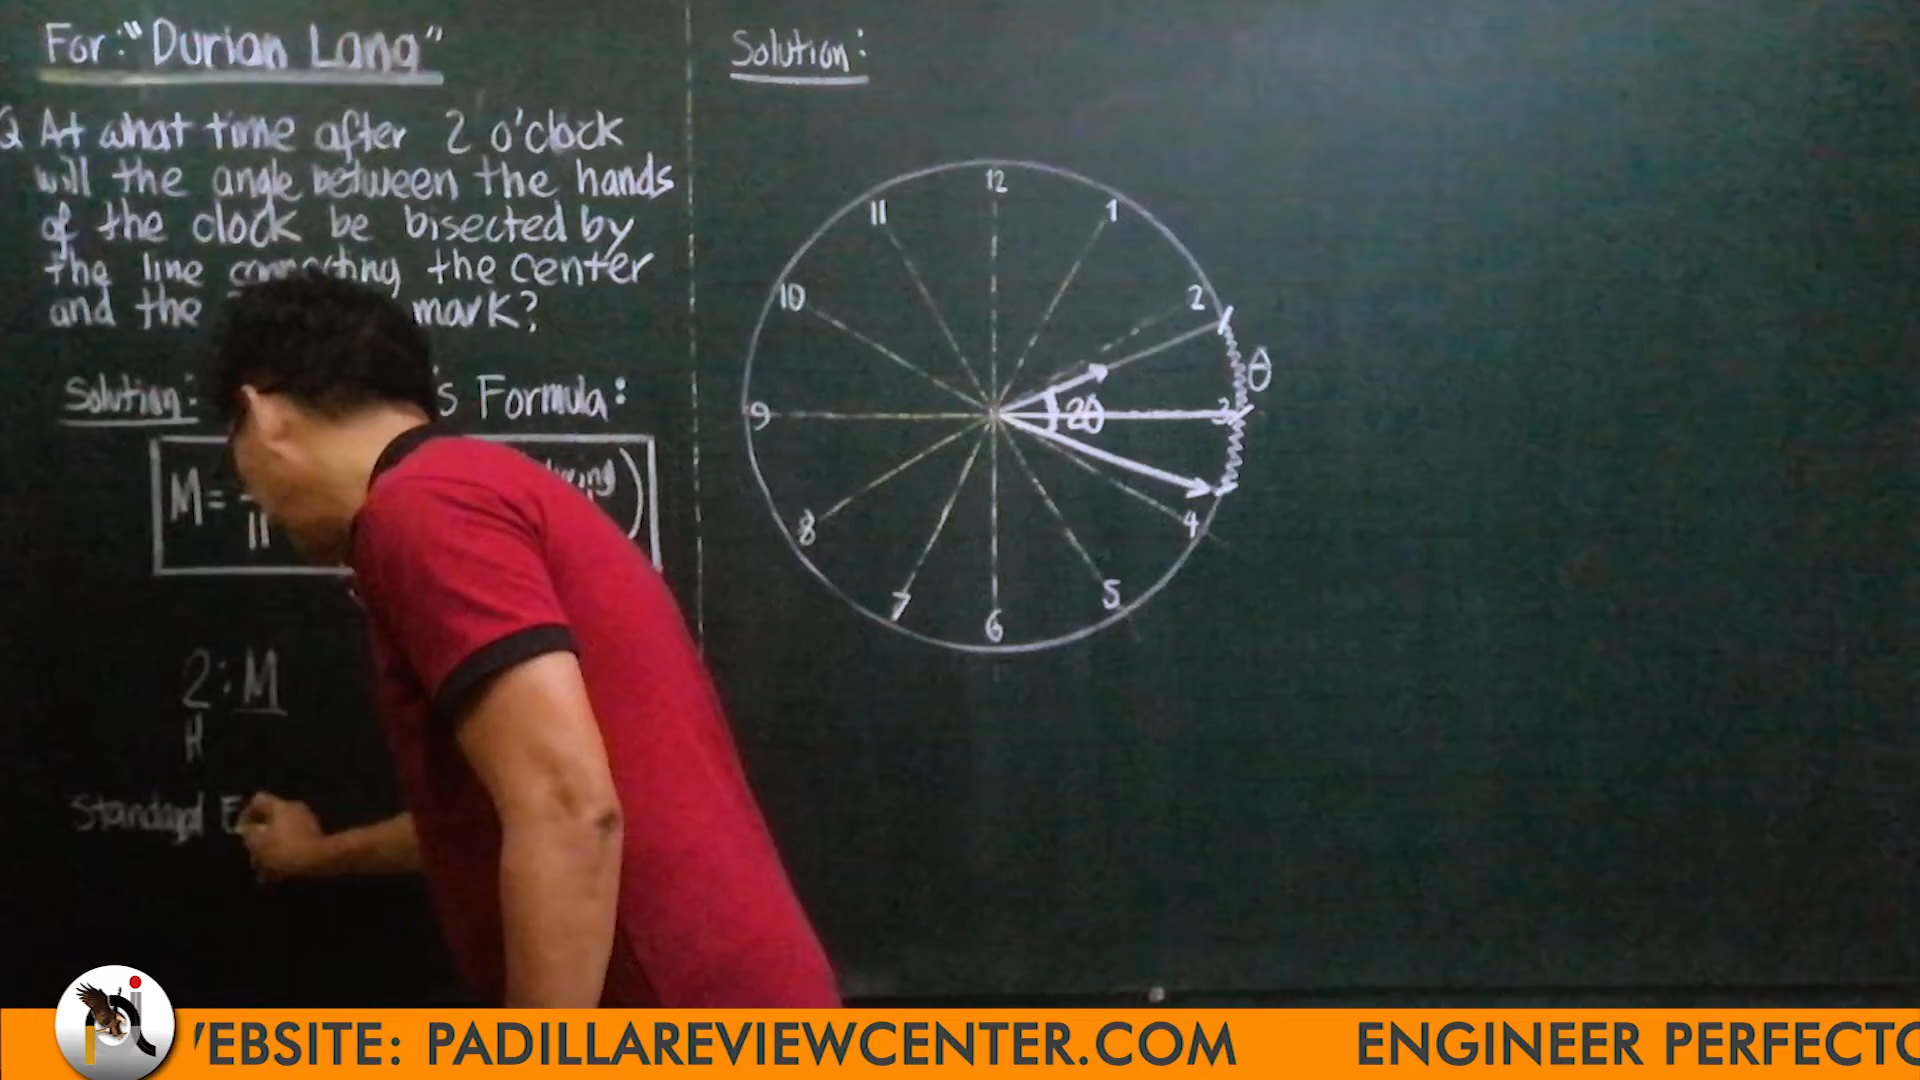 For: "Durian Lang"
Q At what time after 2 o'clock
will the angle between the hands
of the clock be bisected by
the line connecting the center
and the mark?
Solution: 's Formula:
M =
11
2 : M
H
Standard E
Solution:
12
11 1
10 2
θ
9 2θ 3
8 4
7 5
6
WEBSITE: PADILLAREVIEWCENTER.COM ENGINEER PERFECTO